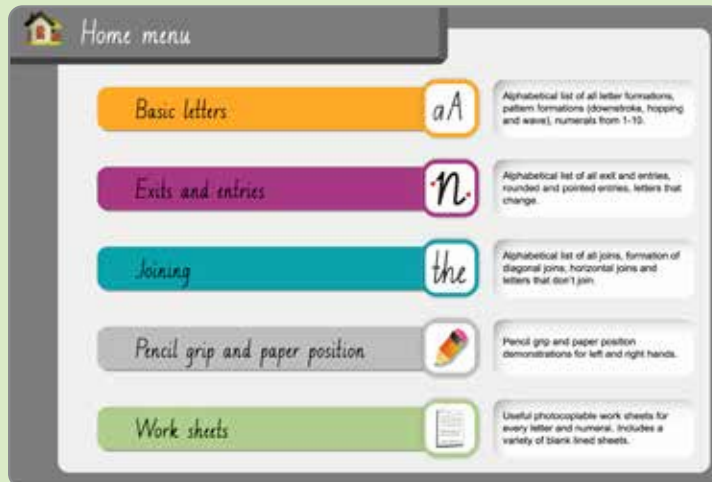 Home menu
Basic letters
aA
Alphabetical list of all letter formations,
pattern formations (downstroke, hopping
and wave), numerals from 1-10.
Exits and entries
n
Alphabetical list of all exit and entries,
rounded and pointed entries, letters that
change.
Joining
the
Alphabetical list of all joins, formation of
diagonal joins, horizontal joins and
letters that don't join.
Pencil grip and paper position
Pencil grip and paper position
demonstrations for left and right hands.
Work sheets
Useful photocopiable work sheets for
every letter and numeral. Includes a
variety of blank lined sheets.